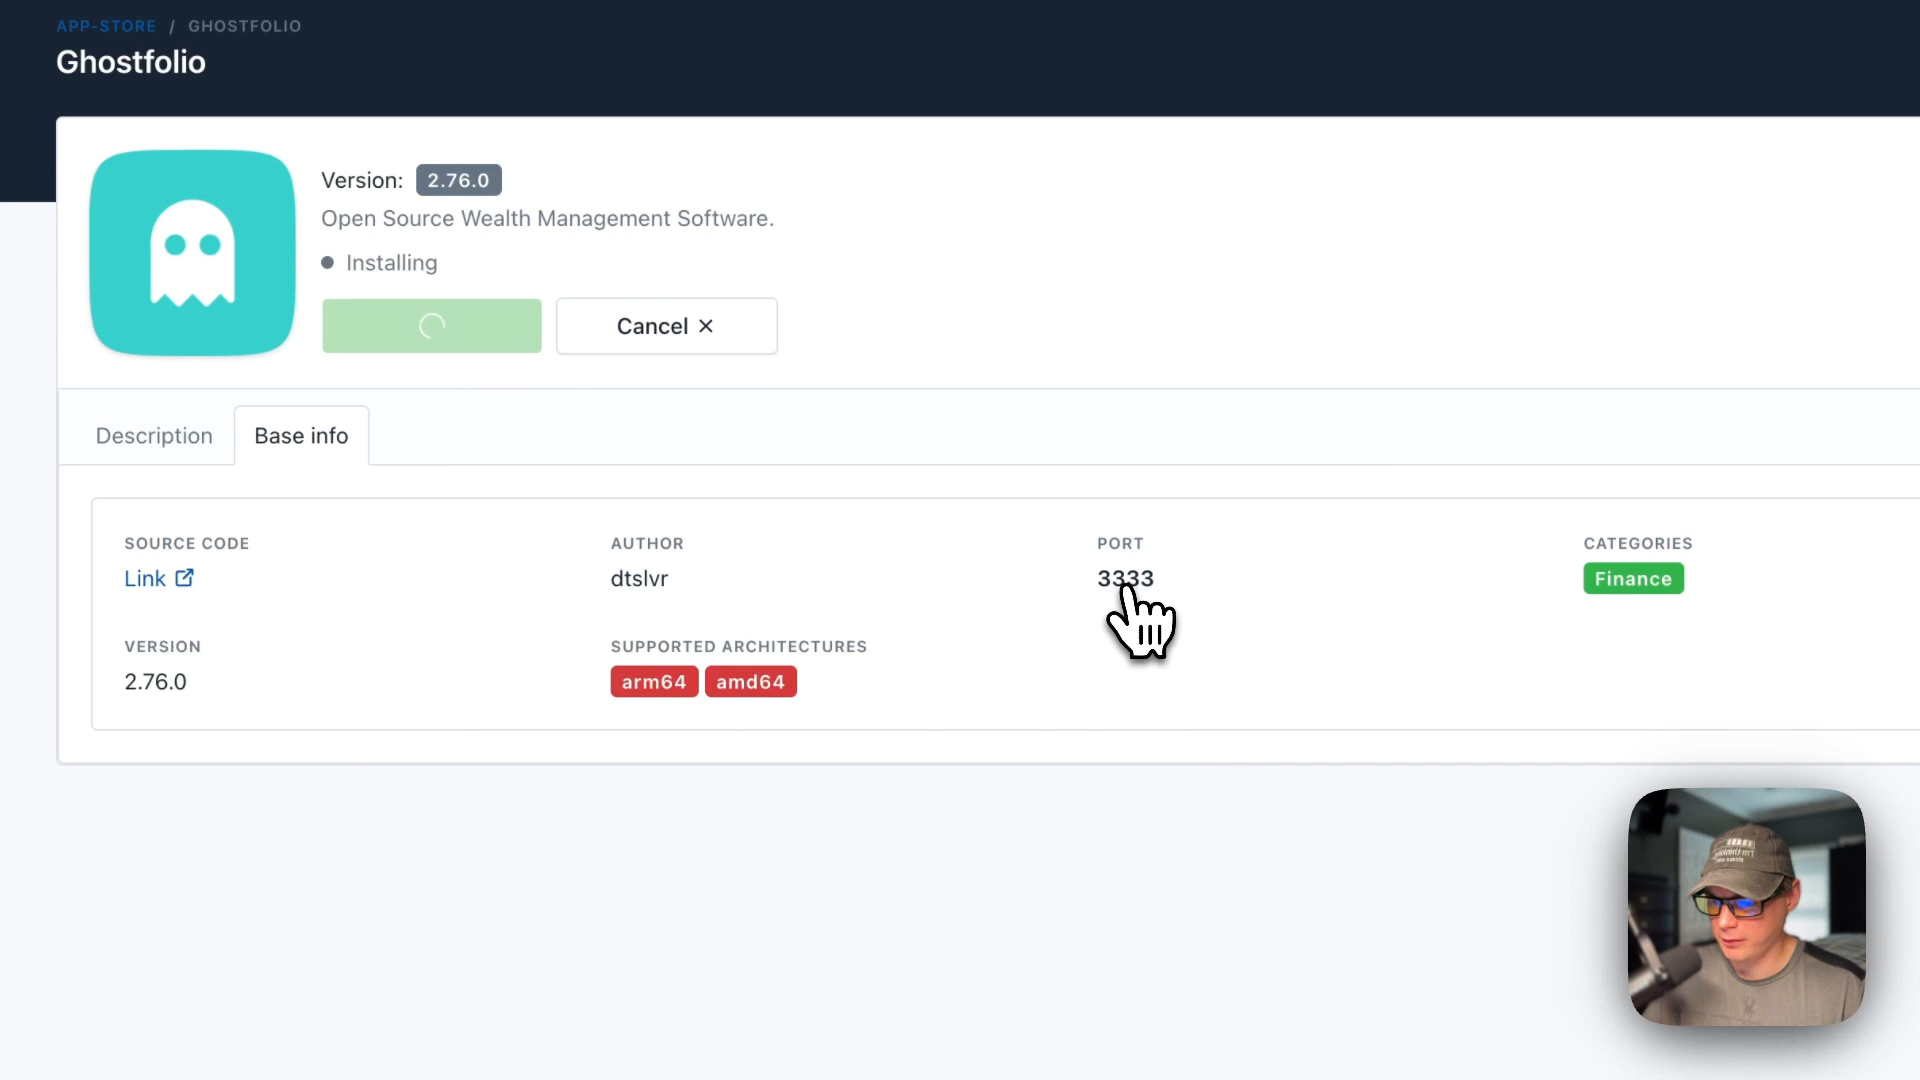 APP-STORE / GHOSTFOLIO
Ghostfolio
Version: 2.76.0
Open Source Wealth Management Software.
Installing
Cancel
Description Base info
SOURCE CODE AUTHOR PORT CATEGORIES
Link dtslvr 3333 Finance
VERSION SUPPORTED ARCHITECTURES
2.76.0 arm64 amd64